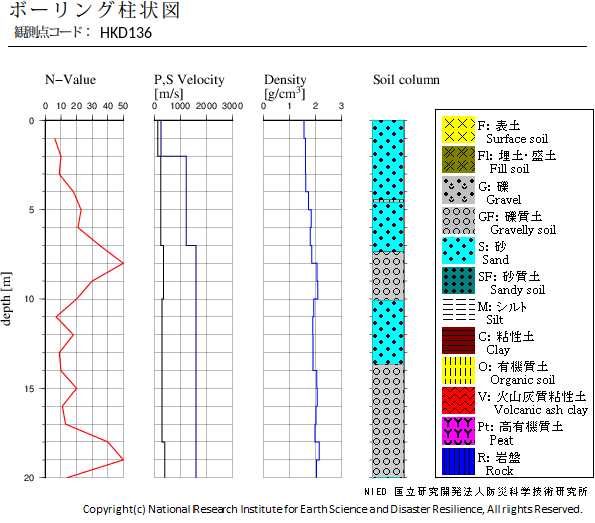 ボーリング柱状図
観測点コード： HKD136
N−Value P,S Velocity Density Soil column
[m/s] [g/cm3]
0 10 20 30 40 50 0 1000 2000 3000 0 1 2 3
0
5
10
15
20
depth [m]
F: 表土
Surface soil
Fl: 埋土・盛土
Fill soil
G: 礫
Gravel
GF: 礫質土
Gravelly soil
S: 砂
Sand
SF: 砂質土
Sandy soil
M: シルト
Silt
C: 粘性土
Clay
O: 有機質土
Organic soil
V: 火山灰質粘性土
Volcanic ash clay
Pt: 高有機質土
Peat
R: 岩盤
Rock
NIED 国立研究開発法人防災科学技術研究所
Copyright(c) National Research Institute for Earth Science and Disaster Resilience, All rights Reserved.